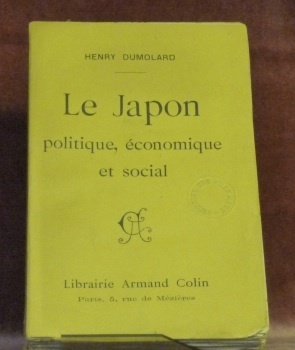 HENRY DUMOLARD
Le Japon
politique, économique
et social
Librairie Armand Colin
Paris, 5, rue de Mézières